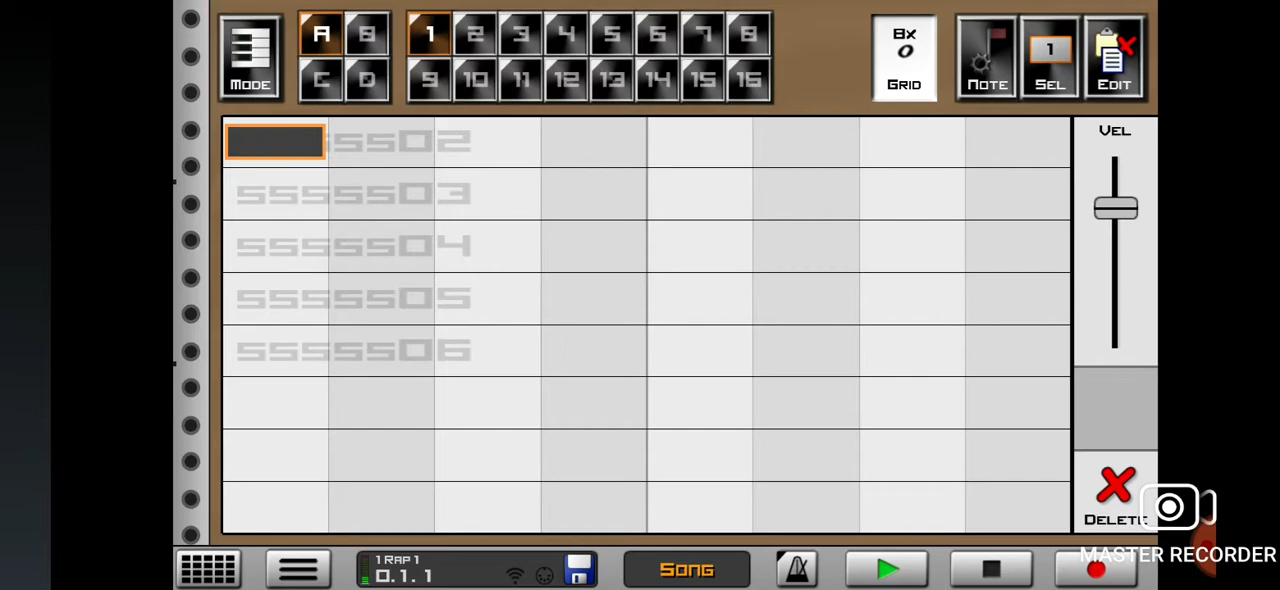 A B 1 2 3 4 5 6 7 8 8x
MODE C D 9 10 11 12 13 14 15 16 GRID NOTE 1 SEL EDIT
VEL
ssss02
sssss03
sssss04
sssss05
sssss06
DELETE
MASTER RECORDER
1 RAP 1
0.1.1
SONG